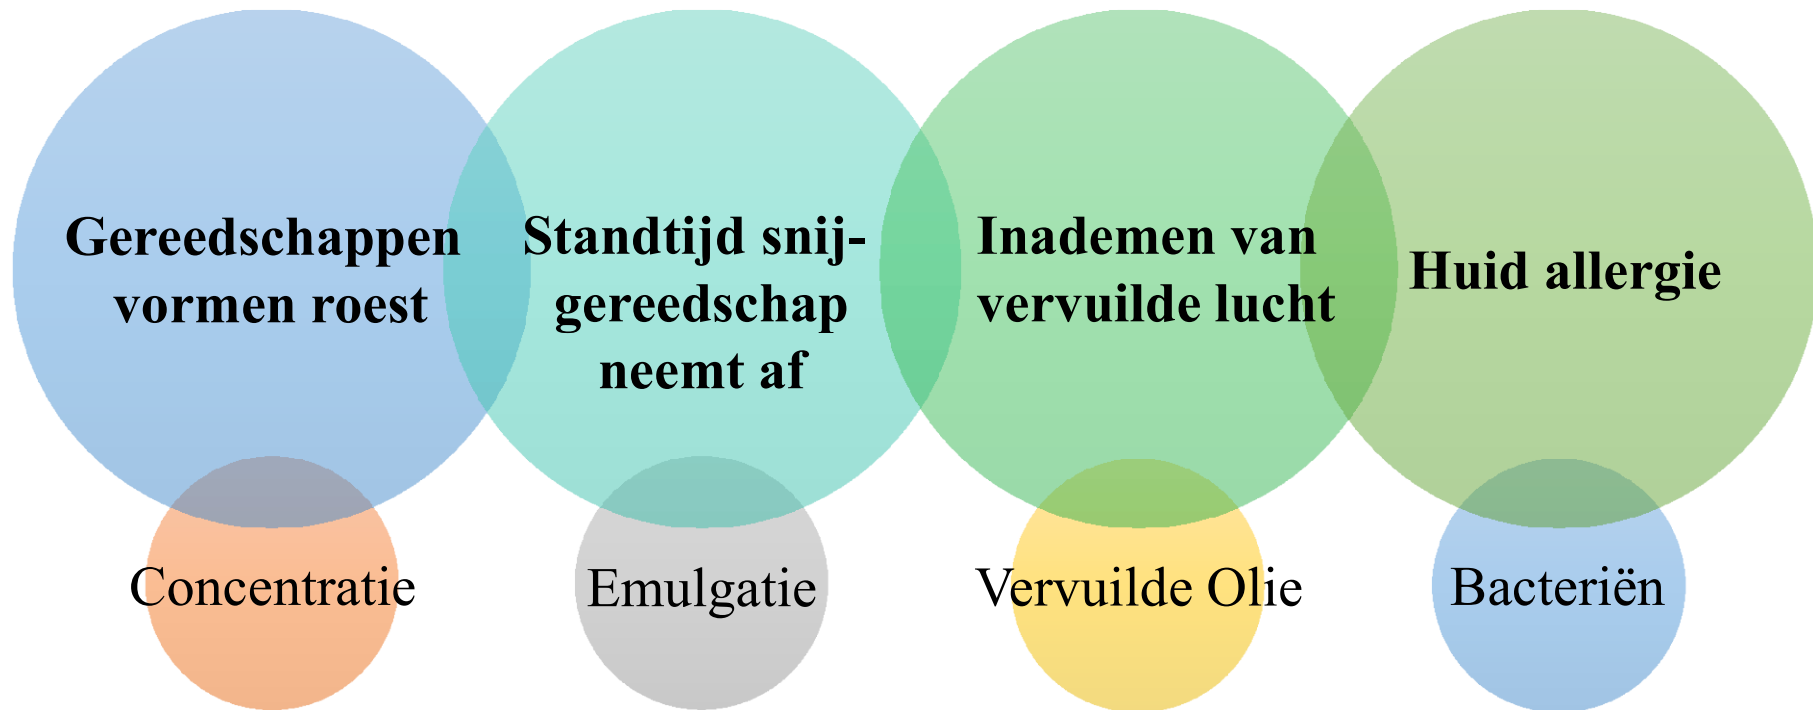 Gereedschappen
vormen roest
Standtijd snij-
gereedschap
neemt af
Inademen van
vervuilde lucht
Huid allergie
Concentratie
Emulgatie
Vervuilde Olie
Bacteriën